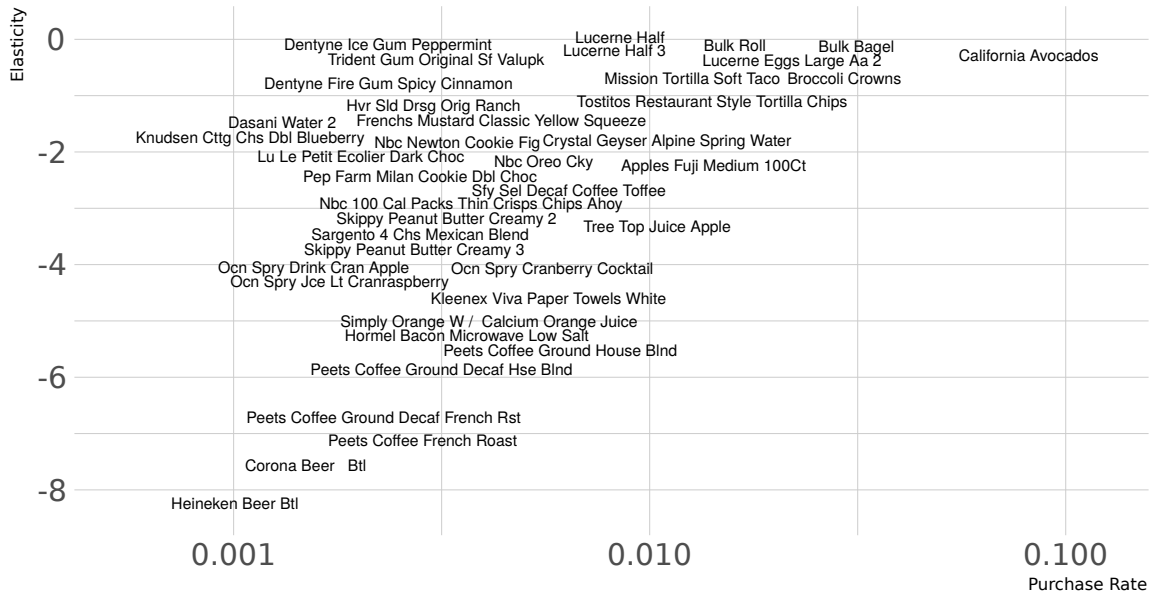 Elasticity
0
Lucerne Half
Dentyne Ice Gum Peppermint
Bulk Roll
Bulk Bagel
Lucerne Half 3
California Avocados
Trident Gum Original Sf Valupk
Lucerne Eggs Large Aa 2
Mission Tortilla Soft Taco
Broccoli Crowns
Dentyne Fire Gum Spicy Cinnamon
Tostitos Restaurant Style Tortilla Chips
Hvr Sld Drsg Orig Ranch
Dasani Water 2
Frenchs Mustard Classic Yellow Squeeze
Knudsen Cttg Chs Dbl Blueberry
Nbc Newton Cookie Fig
Crystal Geyser Alpine Spring Water
-2
Lu Le Petit Ecolier Dark Choc
Nbc Oreo Cky
Apples Fuji Medium 100Ct
Pep Farm Milan Cookie Dbl Choc
Sfy Sel Decaf Coffee Toffee
Nbc 100 Cal Packs Thin Crisps Chips Ahoy
Skippy Peanut Butter Creamy 2
Tree Top Juice Apple
Sargento 4 Chs Mexican Blend
Skippy Peanut Butter Creamy 3
-4
Ocn Spry Drink Cran Apple
Ocn Spry Cranberry Cocktail
Ocn Spry Jce Lt Cranraspberry
Kleenex Viva Paper Towels White
Simply Orange W / Calcium Orange Juice
Hormel Bacon Microwave Low Salt
Peets Coffee Ground House Blnd
-6
Peets Coffee Ground Decaf Hse Blnd
Peets Coffee Ground Decaf French Rst
Peets Coffee French Roast
Corona Beer Btl
-8
Heineken Beer Btl
0.001
0.010
0.100
Purchase Rate